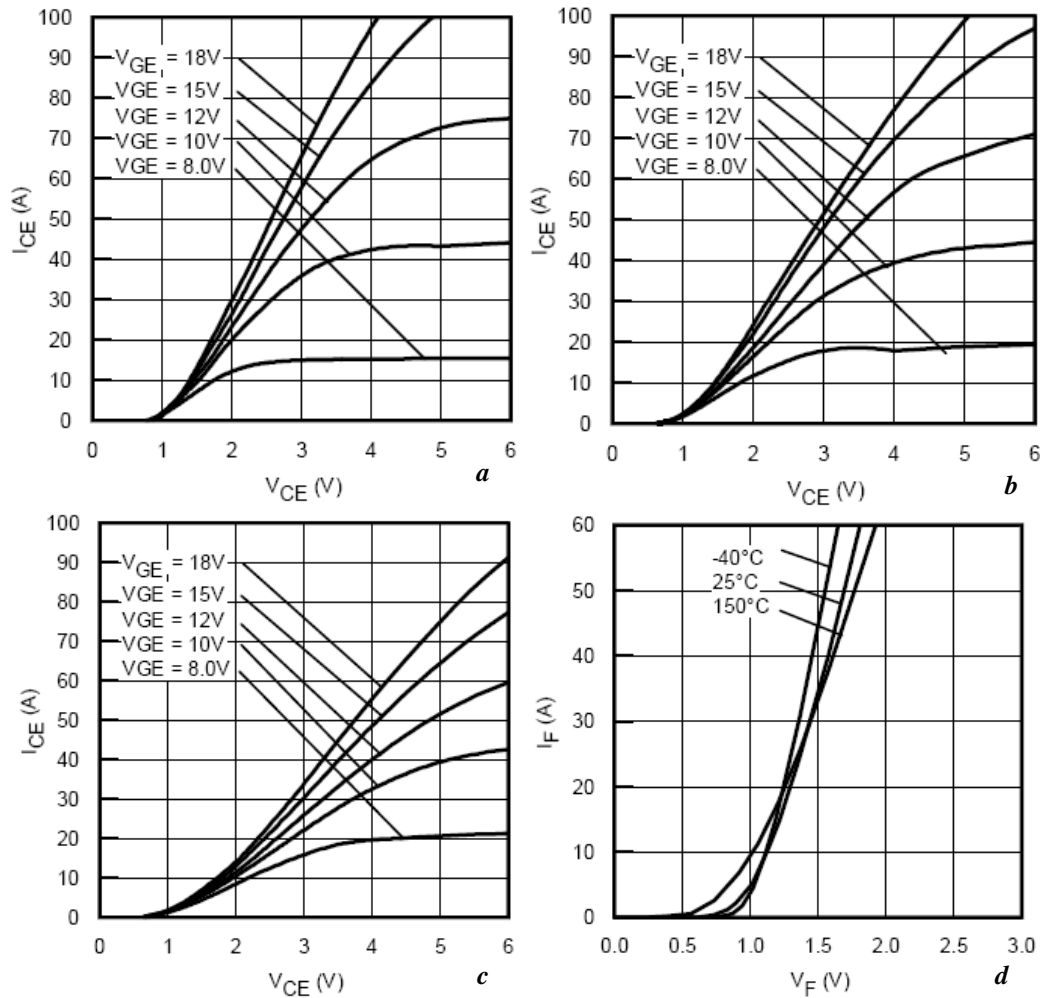 100
90
80
70
60
50
40
30
20
10
0
I_CE (A)
V_GE = 18V
VGE = 15V
VGE = 12V
VGE = 10V
VGE = 8.0V
0 1 2 3 4 5 6
V_CE (V)
a
100
90
80
70
60
50
40
30
20
10
0
I_CE (A)
V_GE = 18V
VGE = 15V
VGE = 12V
VGE = 10V
VGE = 8.0V
0 1 2 3 4 5 6
V_CE (V)
b
100
90
80
70
60
50
40
30
20
10
0
I_CE (A)
V_GE = 18V
VGE = 15V
VGE = 12V
VGE = 10V
VGE = 8.0V
0 1 2 3 4 5 6
V_CE (V)
c
60
50
40
30
20
10
0
I_F (A)
-40°C
25°C
150°C
0.0 0.5 1.0 1.5 2.0 2.5 3.0
V_F (V)
d